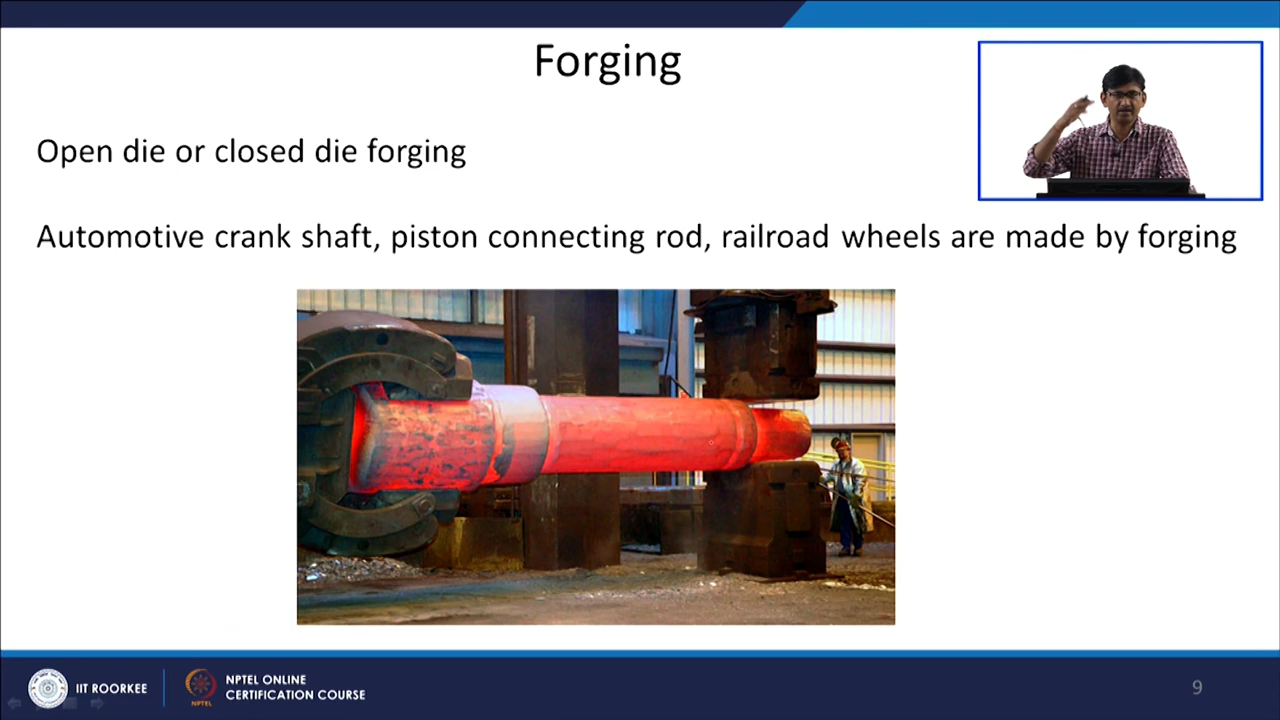 Forging
Open die or closed die forging
Automotive crank shaft, piston connecting rod, railroad wheels are made by forging
IIT ROORKEE
NPTEL
NPTEL ONLINE
CERTIFICATION COURSE
9